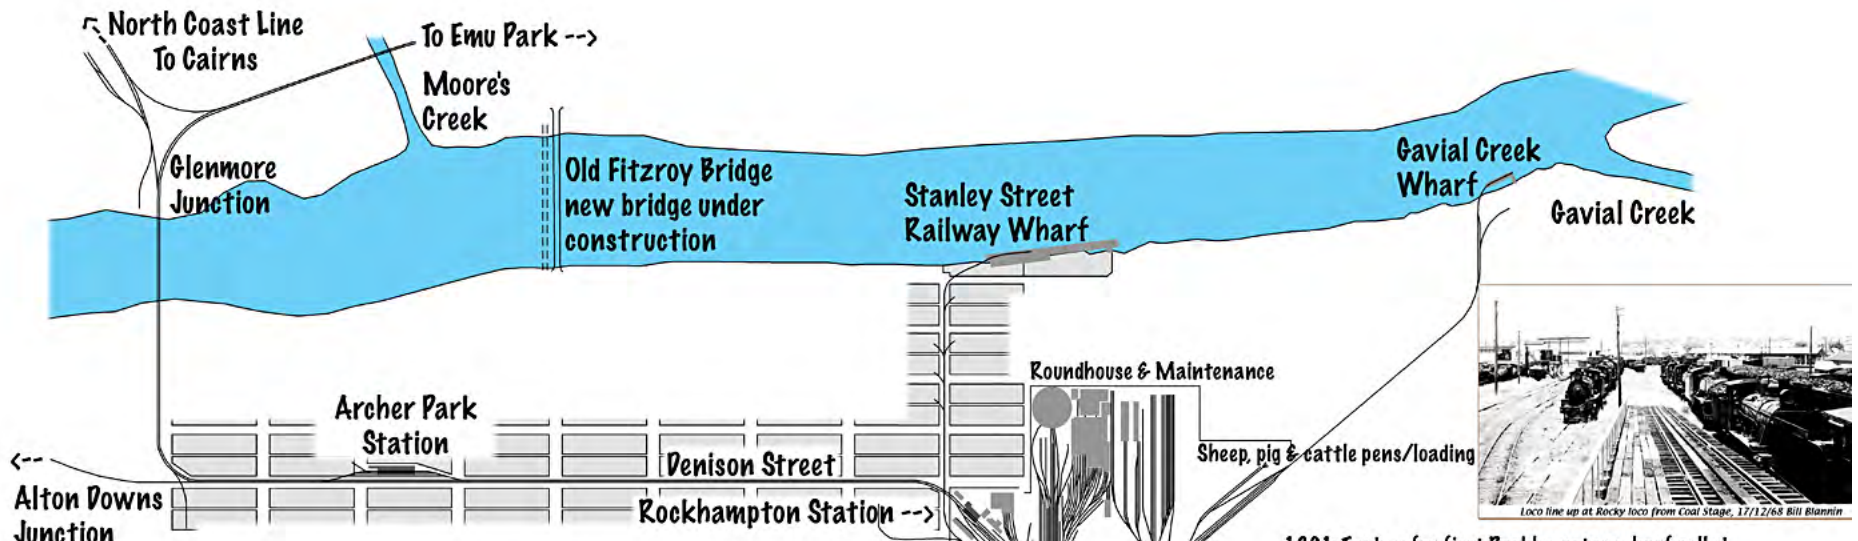 North Coast Line
To Cairns
To Emu Park -->
Moore's
Creek
Glenmore
Junction
Old Fitzroy Bridge
new bridge under
construction
Stanley Street
Railway Wharf
Gavial Creek
Wharf
Gavial Creek
Roundhouse & Maintenance
Archer Park
Station
Sheep, pig & cattle pens/loading
<--
Denison Street
Alton Downs
Junction
Rockhampton Station -->
Loco line up at Rocky loco from Coal Stage, 17/12/68 Bill Blannin